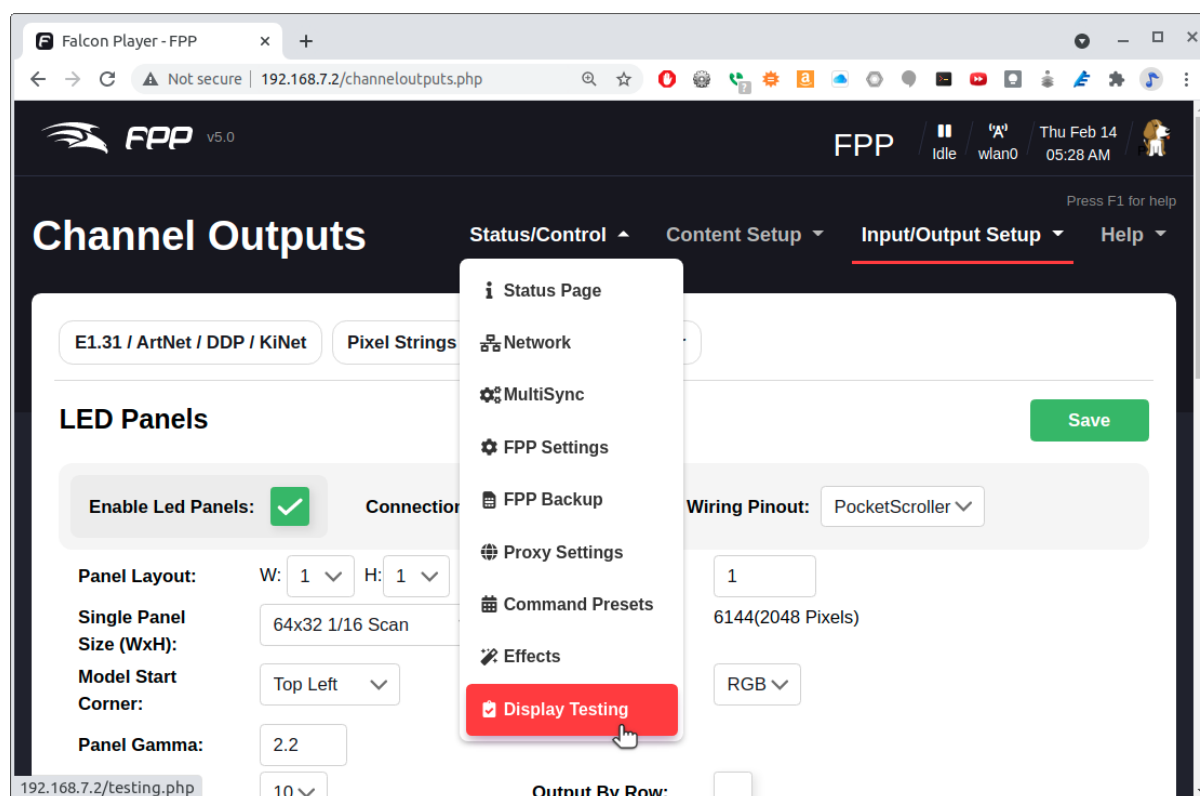 Falcon Player - FPP
Not secure | 192.168.7.2/channeloutputs.php
FPP v5.0
FPP
Idle
wlan0
Thu Feb 14
05:28 AM
Press F1 for help
Channel Outputs
Status/Control
Content Setup
Input/Output Setup
Help
Status Page
Network
MultiSync
FPP Settings
FPP Backup
Proxy Settings
Command Presets
Effects
Display Testing
E1.31 / ArtNet / DDP / KiNet
Pixel Strings
LED Panels
Save
Enable Led Panels:
Connection
Wiring Pinout:
PocketScroller
Panel Layout:
W: 1
H: 1
1
Single Panel
Size (WxH):
64x32 1/16 Scan
6144(2048 Pixels)
Model Start
Corner:
Top Left
RGB
Panel Gamma:
2.2
10
Output By Row:
192.168.7.2/testing.php